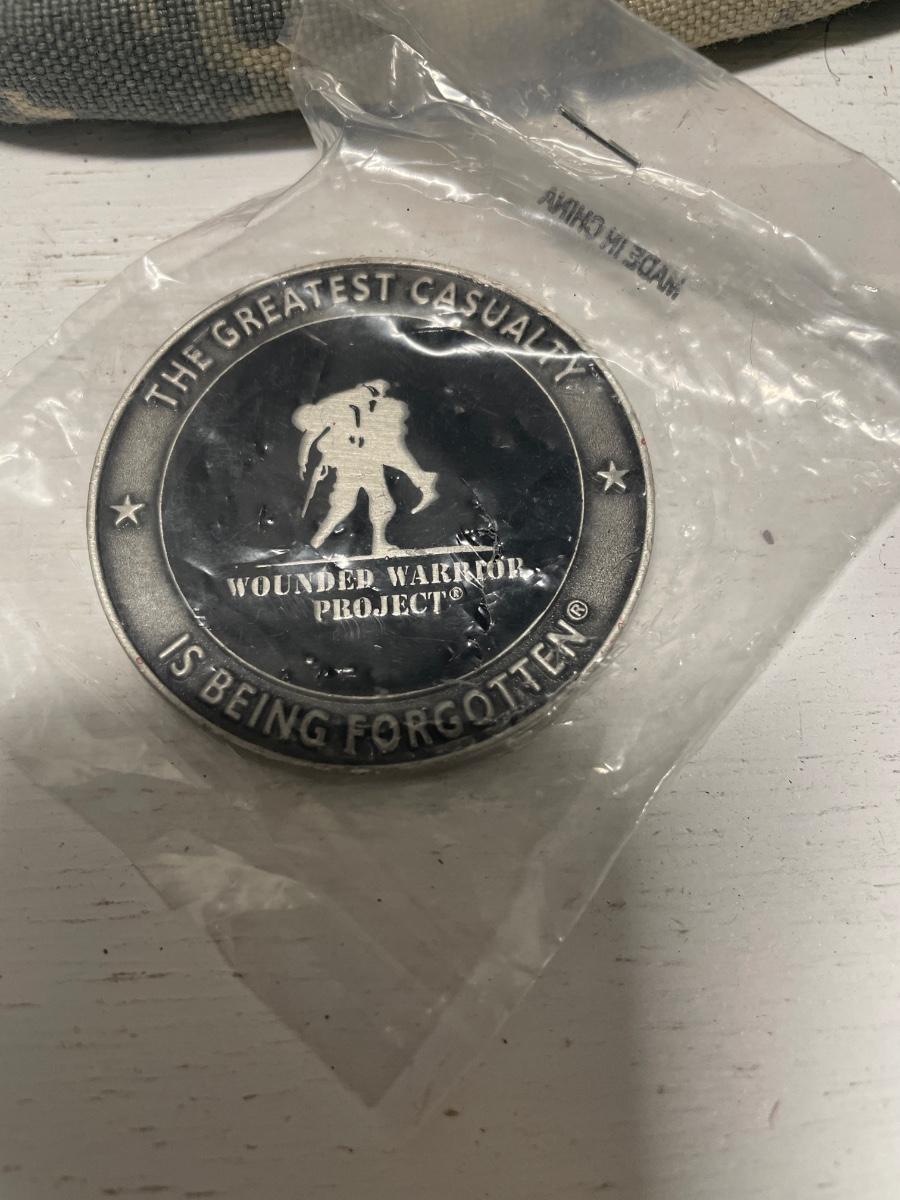 MADE IN CHINA
THE GREATEST CASUALTY
WOUNDED WARRIOR
PROJECT®
IS BEING FORGOTTEN®